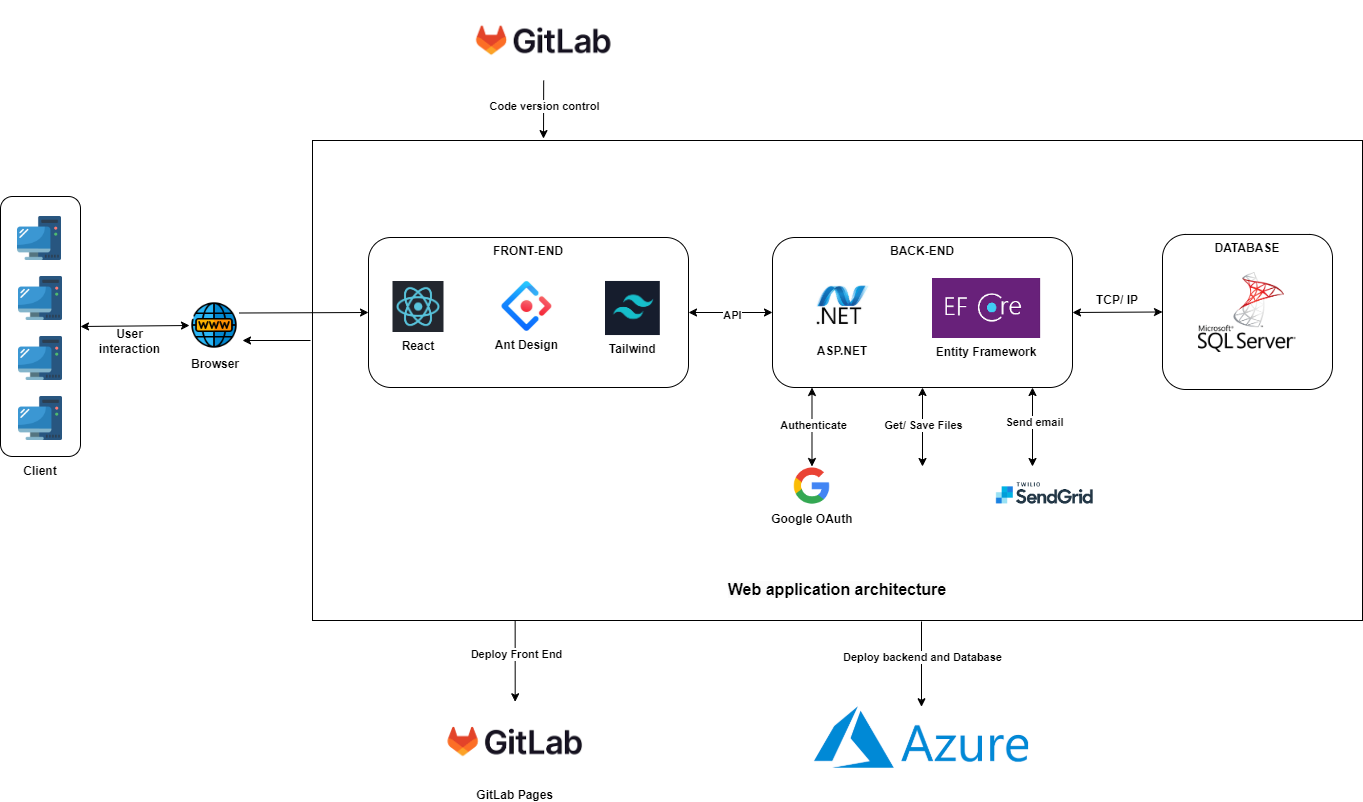 GitLab
Code version control
FRONT-END
BACK-END
DATABASE
WWW
User
interaction
Browser
Client
React
Ant Design
Tailwind
API
.NET
ASP.NET
EF Core
Entity Framework
TCP/ IP
Microsoft®
SQL Server
Authenticate
Get/ Save Files
Send email
Google OAuth
TWILIO
SendGrid
Web application architecture
Deploy Front End
Deploy backend and Database
GitLab
GitLab Pages
Azure